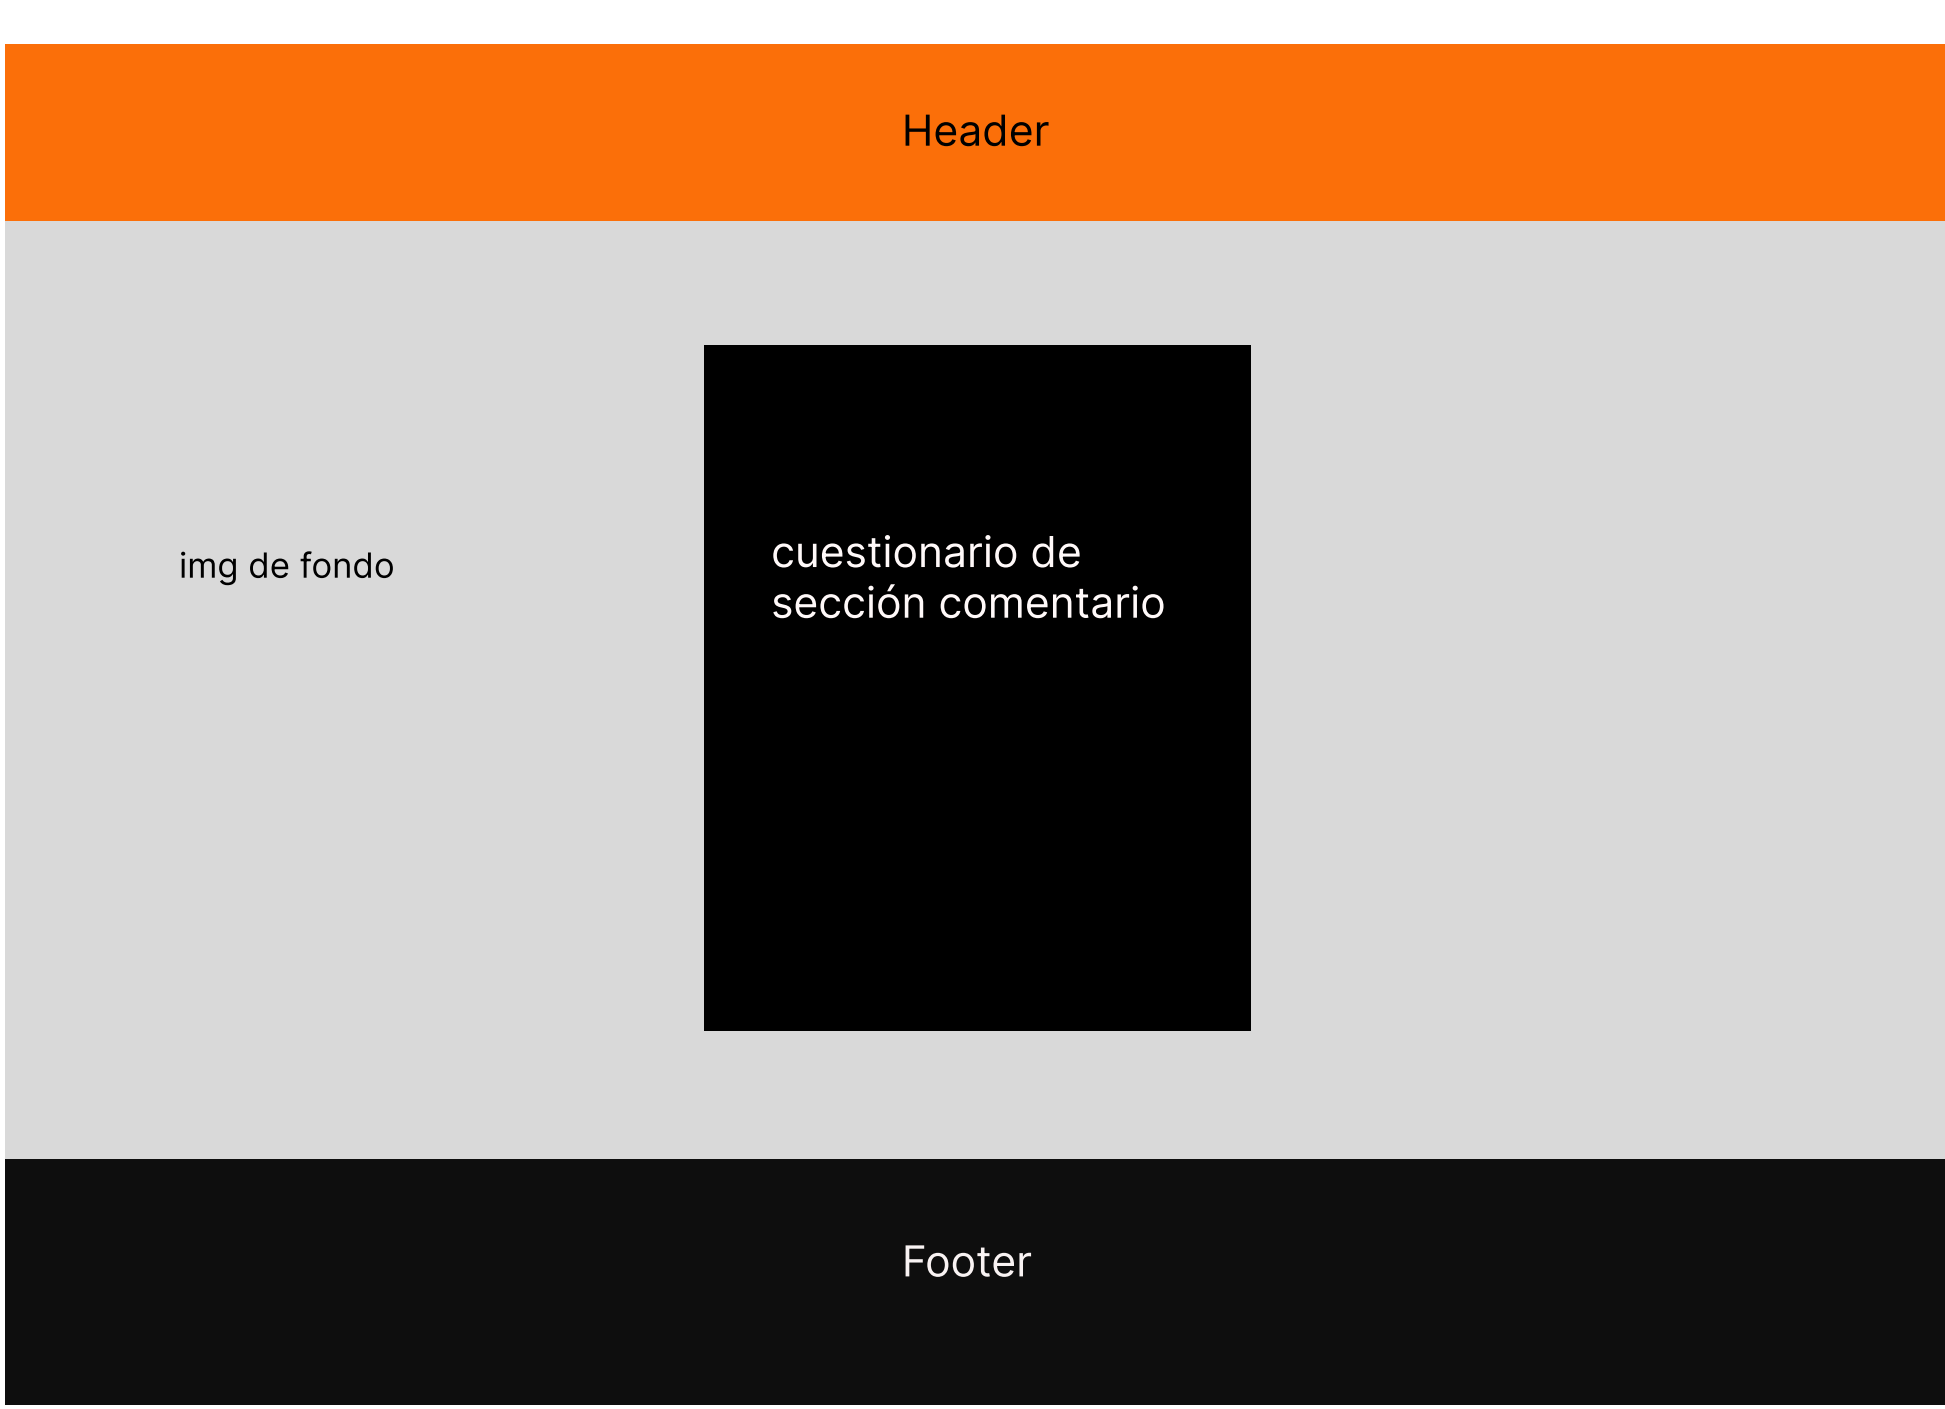 Header
img de fondo
cuestionario de
sección comentario
Footer